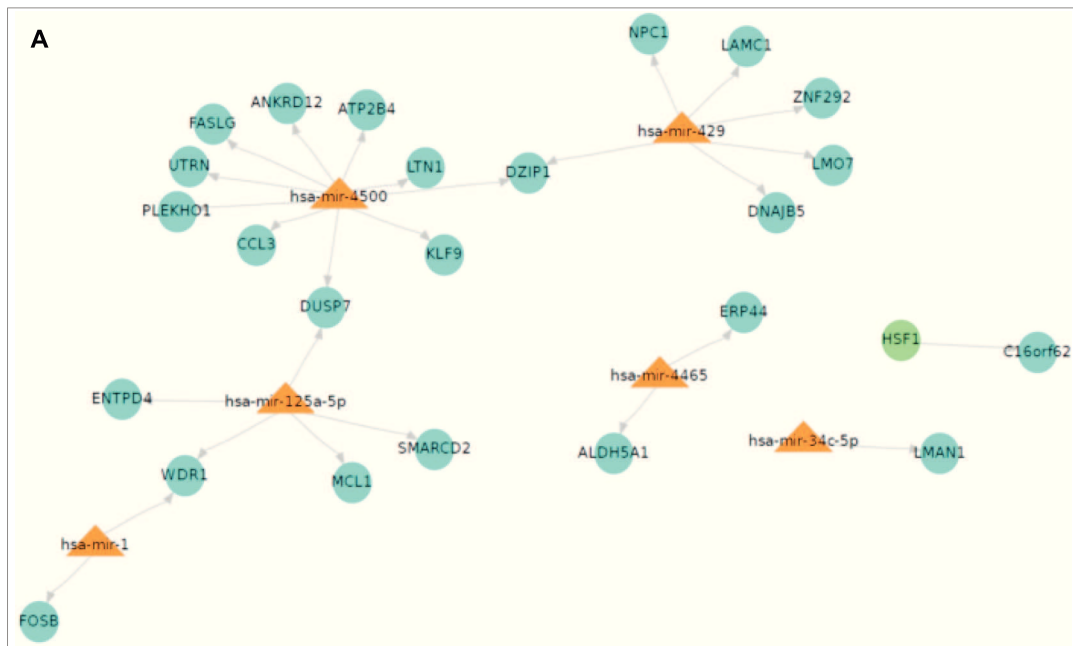 A
NPC1
LAMC1
ANKRD12
ATP2B4
ZNF292
FASLG
hsa-mir-429
UTRN
LTN1
DZIP1
LMO7
hsa-mir-4500
PLEKHO1
DNAJB5
CCL3
KLF9
DUSP7
ERP44
HSF1
C16orf62
hsa-mir-4465
ENTPD4
hsa-mir-125a-5p
hsa-mir-34c-5p
SMARCD2
ALDH5A1
LMAN1
WDR1
MCL1
hsa-mir-1
FOSB